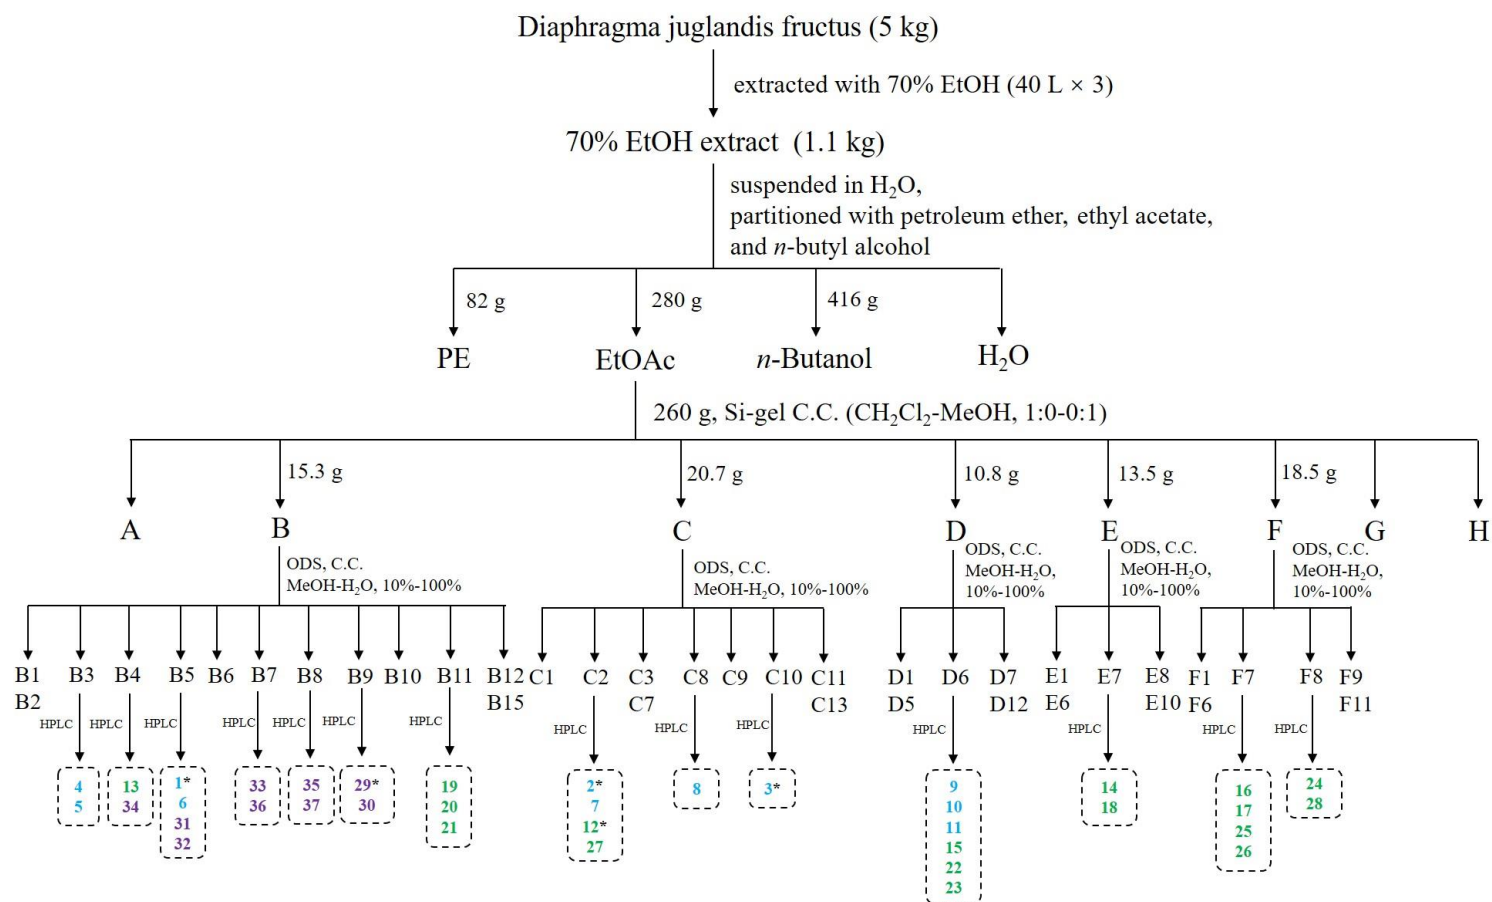 Diaphragma juglandis fructus (5 kg)
extracted with 70% EtOH (40 L × 3)
70% EtOH extract (1.1 kg)
suspended in H₂O,
partitioned with petroleum ether, ethyl acetate,
and n-butyl alcohol
82 g 280 g 416 g
PE EtOAc n-Butanol H₂O
260 g, Si-gel C.C. (CH₂Cl₂-MeOH, 1:0-0:1)
15.3 g 20.7 g 10.8 g 13.5 g 18.5 g
A B C D E F G H
ODS, C.C.
MeOH-H₂O, 10%-100%
ODS, C.C.
MeOH-H₂O, 10%-100%
ODS, C.C.
MeOH-H₂O,
10%-100%
ODS, C.C.
MeOH-H₂O,
10%-100%
ODS, C.C.
MeOH-H₂O,
10%-100%
B1 B3 B4 B5 B6 B7 B8 B9 B10 B11 B12 C1 C2 C3 C8 C9 C10 C11 D1 D6 D7 E1 E7 E8 F1 F7 F8 F9
B2 B15 C7 C13 D5 D12 E6 E10 F6 F11
HPLC HPLC HPLC HPLC HPLC HPLC HPLC HPLC HPLC HPLC HPLC HPLC HPLC HPLC
4
5
13
34
1*
6
31
32
33
36
35
37
29*
30
19
20
21
2*
7
12*
27
8
3*
9
10
11
15
22
23
14
18
16
17
25
26
24
28